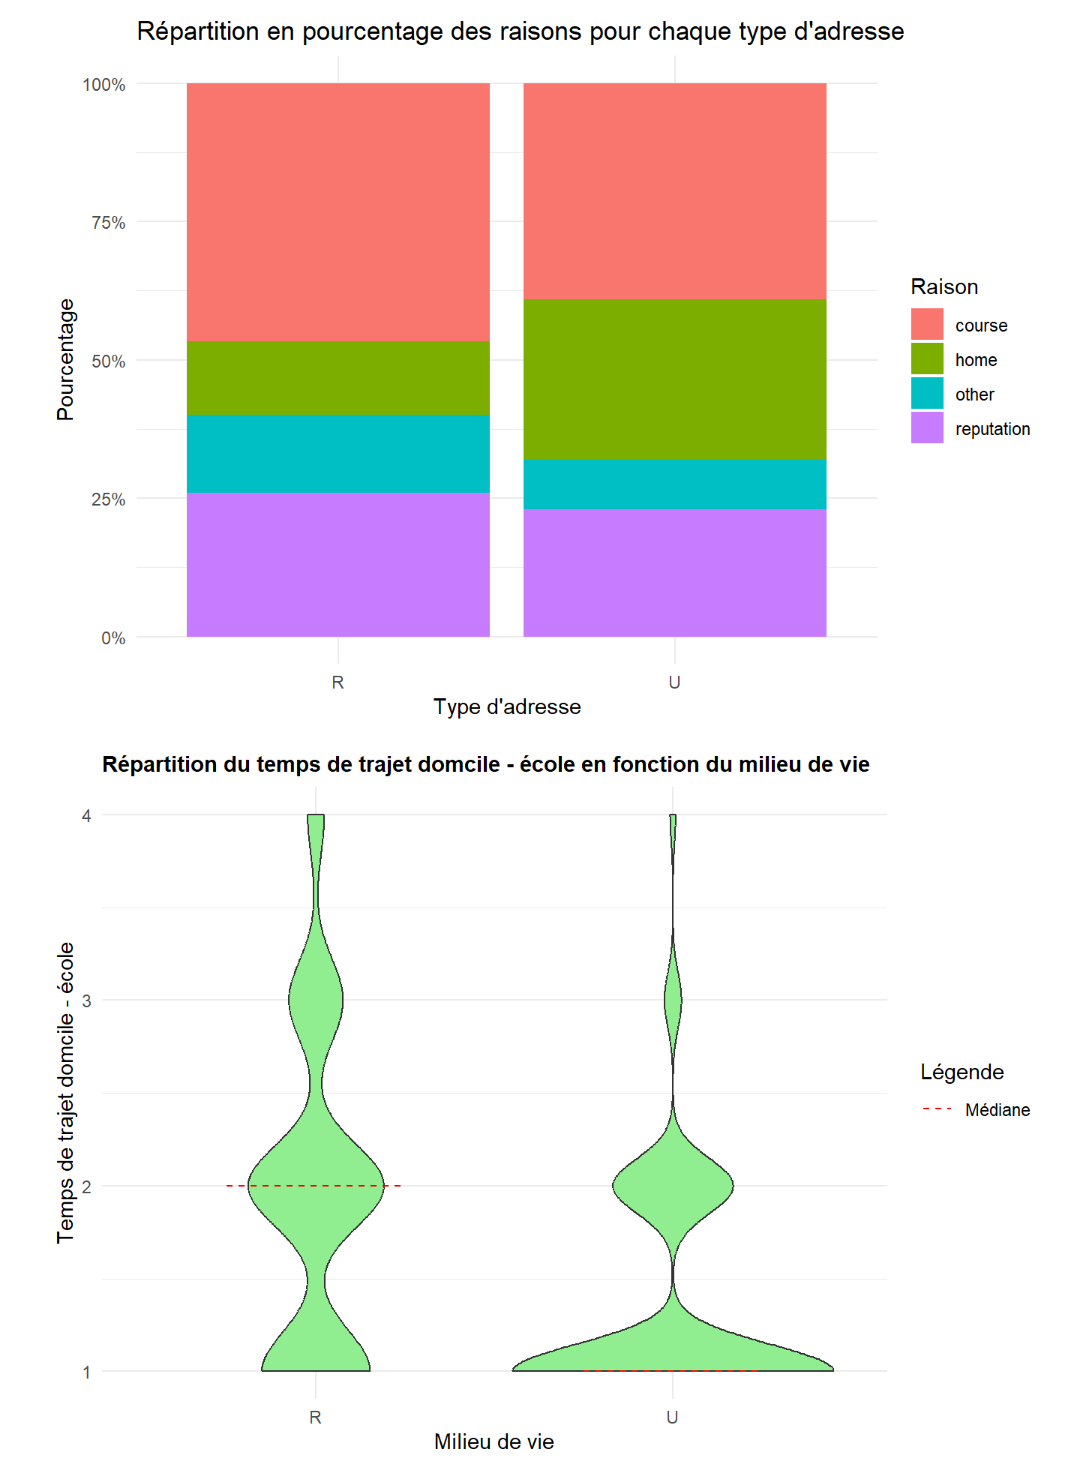 Répartition en pourcentage des raisons pour chaque type d'adresse
100%
75%
50%
25%
0%
Pourcentage
R
U
Type d'adresse
Raison
course
home
other
reputation
Répartition du temps de trajet domcile - école en fonction du milieu de vie
4
3
2
1
Temps de trajet domcile - école
R
U
Milieu de vie
Légende
Médiane